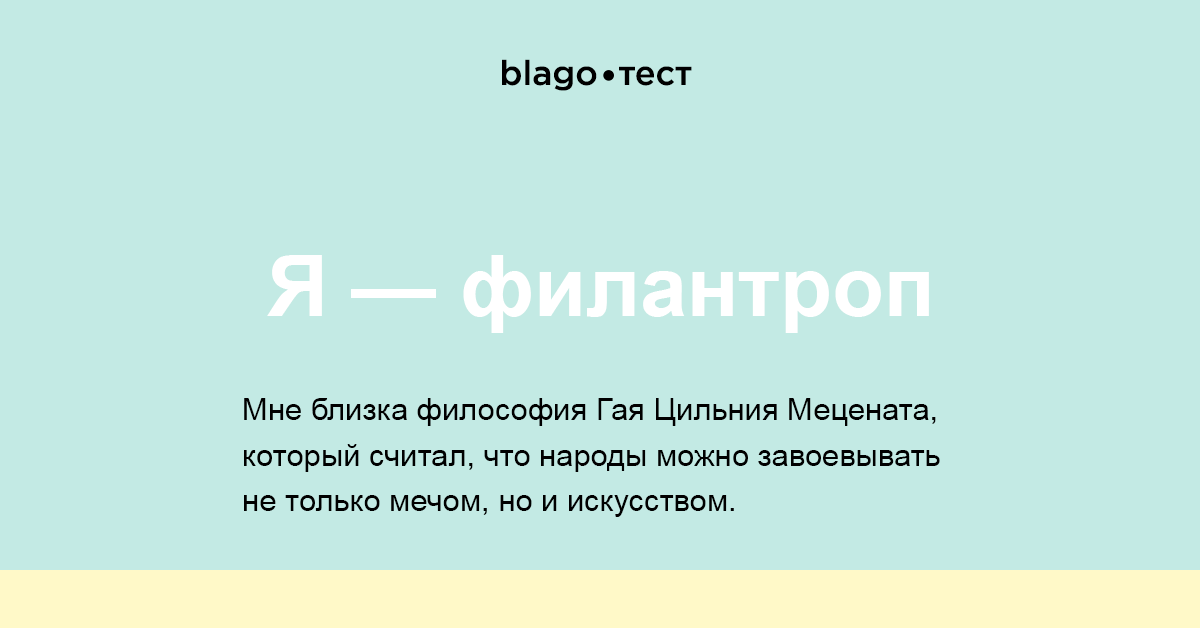 blago•тест
Я — филантроп
Мне близка философия Гая Цильния Мецената,
который считал, что народы можно завоевывать
не только мечом, но и искусством.